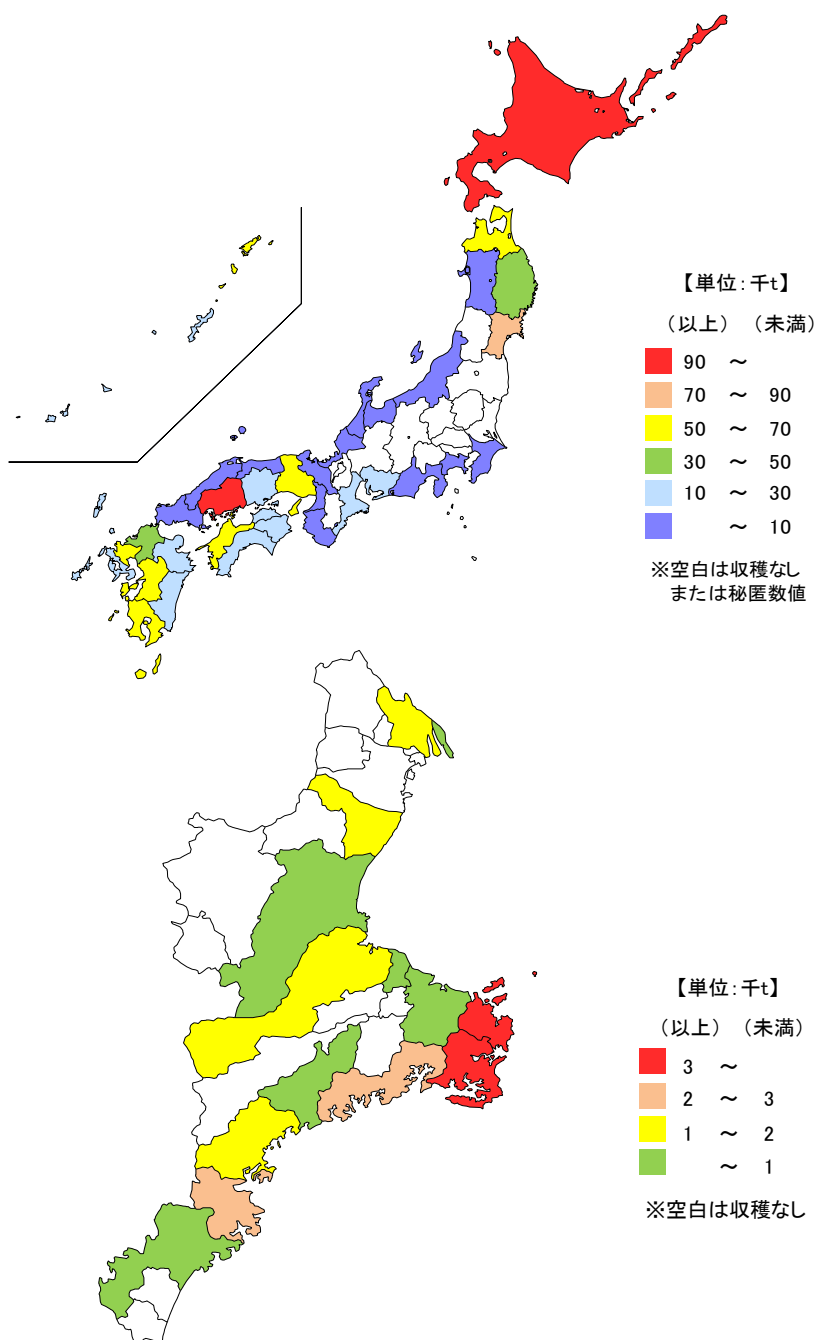 【単位:千t】
(以上) (未満)
90 ～
70 ～ 90
50 ～ 70
30 ～ 50
10 ～ 30
～ 10
※空白は収穫なし
または秘匿数値
【単位:千t】
(以上) (未満)
3 ～
2 ～ 3
1 ～ 2
～ 1
※空白は収穫なし